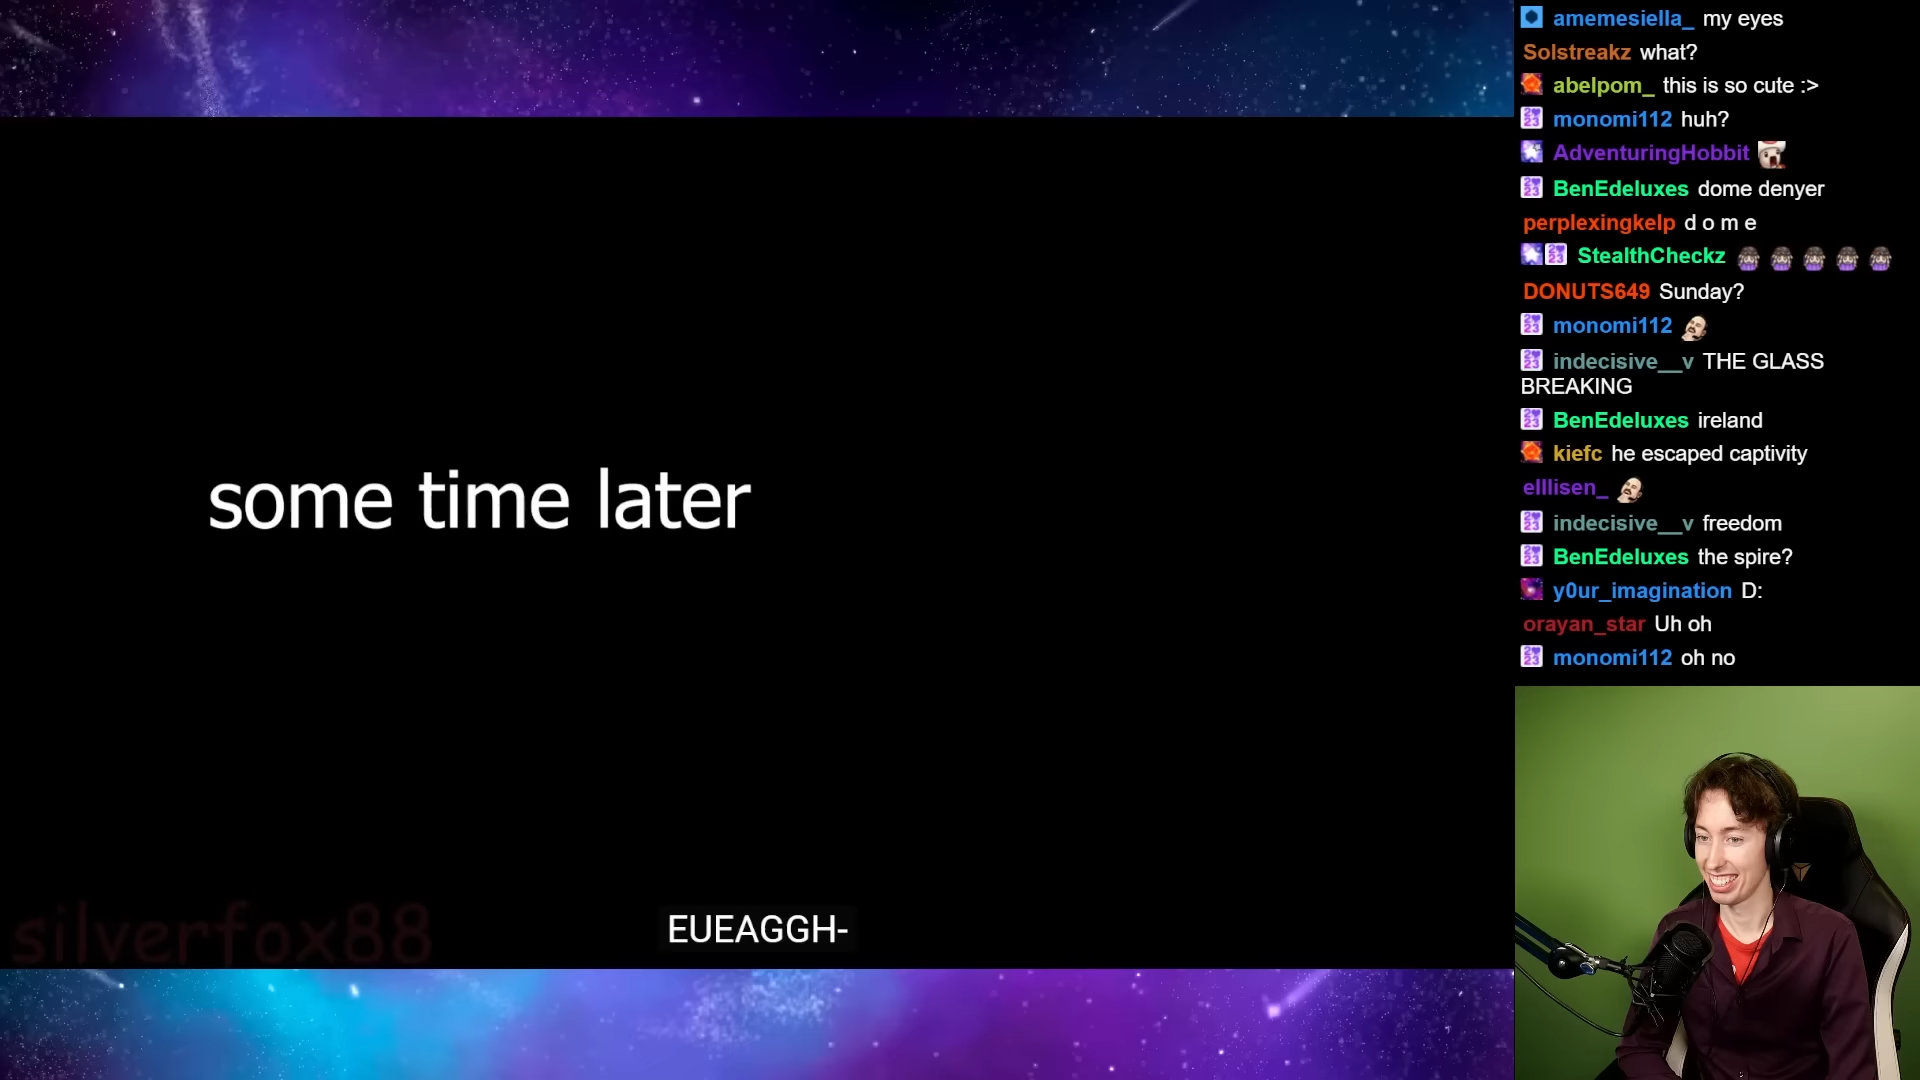 some time later
silverfox88
EUEAGGH-
amemesiella_ my eyes
Solstreakz what?
abelpom_ this is so cute :>
monomi112 huh?
AdventuringHobbit
BenEdeluxes dome denyer
perplexingkelp d o m e
StealthCheckz
DONUTS649 Sunday?
monomi112
indecisive__v THE GLASS
BREAKING
BenEdeluxes ireland
kiefc he escaped captivity
elllisen_
indecisive__v freedom
BenEdeluxes the spire?
y0ur_imagination D:
orayan_star Uh oh
monomi112 oh no